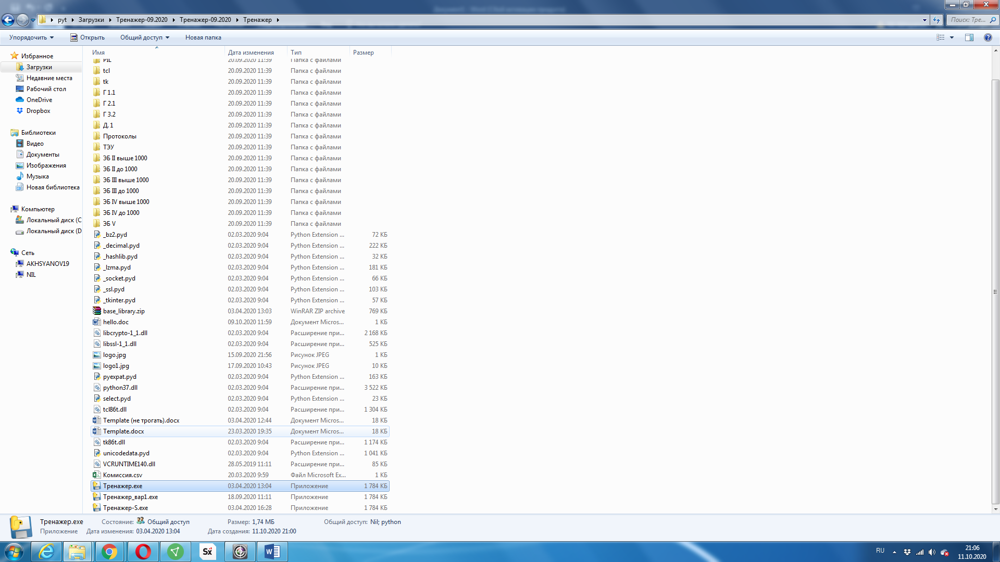 pyt ▸ Загрузки ▸ Тренажер-09.2020 ▸ Тренажер-09.2020 ▸ Тренажер ▸
Поиск: Тре...
Упорядочить Открыть Общий доступ Новая папка
Избранное
Загрузки
Недавние места
Рабочий стол
OneDrive
Dropbox
Библиотеки
Видео
Документы
Изображения
Музыка
Новая библиотека
Компьютер
Локальный диск (C
Локальный диск (D
Сеть
AKHSYANOV19
NIL
Имя Дата изменения Тип Размер
PIL 20.09.2020 11:39 Папка с файлами
tcl 20.09.2020 11:39 Папка с файлами
tk 20.09.2020 11:39 Папка с файлами
Г 1.1 20.09.2020 11:39 Папка с файлами
Г 2.1 20.09.2020 11:39 Папка с файлами
Г 3.2 20.09.2020 11:39 Папка с файлами
Д. 1 20.09.2020 11:39 Папка с файлами
Протоколы 20.09.2020 11:39 Папка с файлами
ТЭУ 20.09.2020 11:39 Папка с файлами
ЭБ II выше 1000 20.09.2020 11:39 Папка с файлами
ЭБ II до 1000 20.09.2020 11:39 Папка с файлами
ЭБ III выше 1000 20.09.2020 11:39 Папка с файлами
ЭБ III до 1000 20.09.2020 11:39 Папка с файлами
ЭБ IV выше 1000 20.09.2020 11:39 Папка с файлами
ЭБ IV до 1000 20.09.2020 11:39 Папка с файлами
ЭБ V 20.09.2020 11:39 Папка с файлами
_bz2.pyd 02.03.2020 9:04 Python Extension ... 72 КБ
_decimal.pyd 02.03.2020 9:04 Python Extension ... 222 КБ
_hashlib.pyd 02.03.2020 9:04 Python Extension ... 32 КБ
_lzma.pyd 02.03.2020 9:04 Python Extension ... 181 КБ
_socket.pyd 02.03.2020 9:04 Python Extension ... 66 КБ
_ssl.pyd 02.03.2020 9:04 Python Extension ... 103 КБ
_tkinter.pyd 02.03.2020 9:04 Python Extension ... 57 КБ
base_library.zip 03.04.2020 13:03 WinRAR ZIP archive 769 КБ
hello.doc 09.10.2020 11:59 Документ Micros... 1 КБ
libcrypto-1_1.dll 02.03.2020 9:04 Расширение при... 2 168 КБ
libssl-1_1.dll 02.03.2020 9:04 Расширение при... 525 КБ
logo.jpg 15.09.2020 21:56 Рисунок JPEG 1 КБ
logo1.jpg 17.09.2020 10:43 Рисунок JPEG 10 КБ
pyexpat.pyd 02.03.2020 9:04 Python Extension ... 163 КБ
python37.dll 02.03.2020 9:04 Расширение при... 3 522 КБ
select.pyd 02.03.2020 9:04 Python Extension ... 23 КБ
tcl86t.dll 02.03.2020 9:04 Расширение при... 1 304 КБ
Template (не трогать).docx 03.04.2020 12:44 Документ Micros... 18 КБ
Template.docx 23.03.2020 19:35 Документ Micros... 18 КБ
tk86t.dll 02.03.2020 9:04 Расширение при... 1 174 КБ
unicodedata.pyd 02.03.2020 9:04 Python Extension ... 1 041 КБ
VCRUNTIME140.dll 28.05.2019 11:11 Расширение при... 85 КБ
Комиссия.csv 20.03.2020 9:59 Файл Microsoft Ex... 1 КБ
Тренажер.exe 03.04.2020 13:04 Приложение 1 784 КБ
Тренажер_вар1.exe 18.09.2020 11:11 Приложение 1 784 КБ
Тренажер-S.exe 03.04.2020 16:28 Приложение 1 784 КБ
Тренажер.exe Состояние: Общий доступ Размер: 1,74 МБ Общий доступ: Nil; python
Приложение Дата изменения: 03.04.2020 13:04 Дата создания: 11.10.2020 21:00
Sx
RU
21:06
11.10.2020